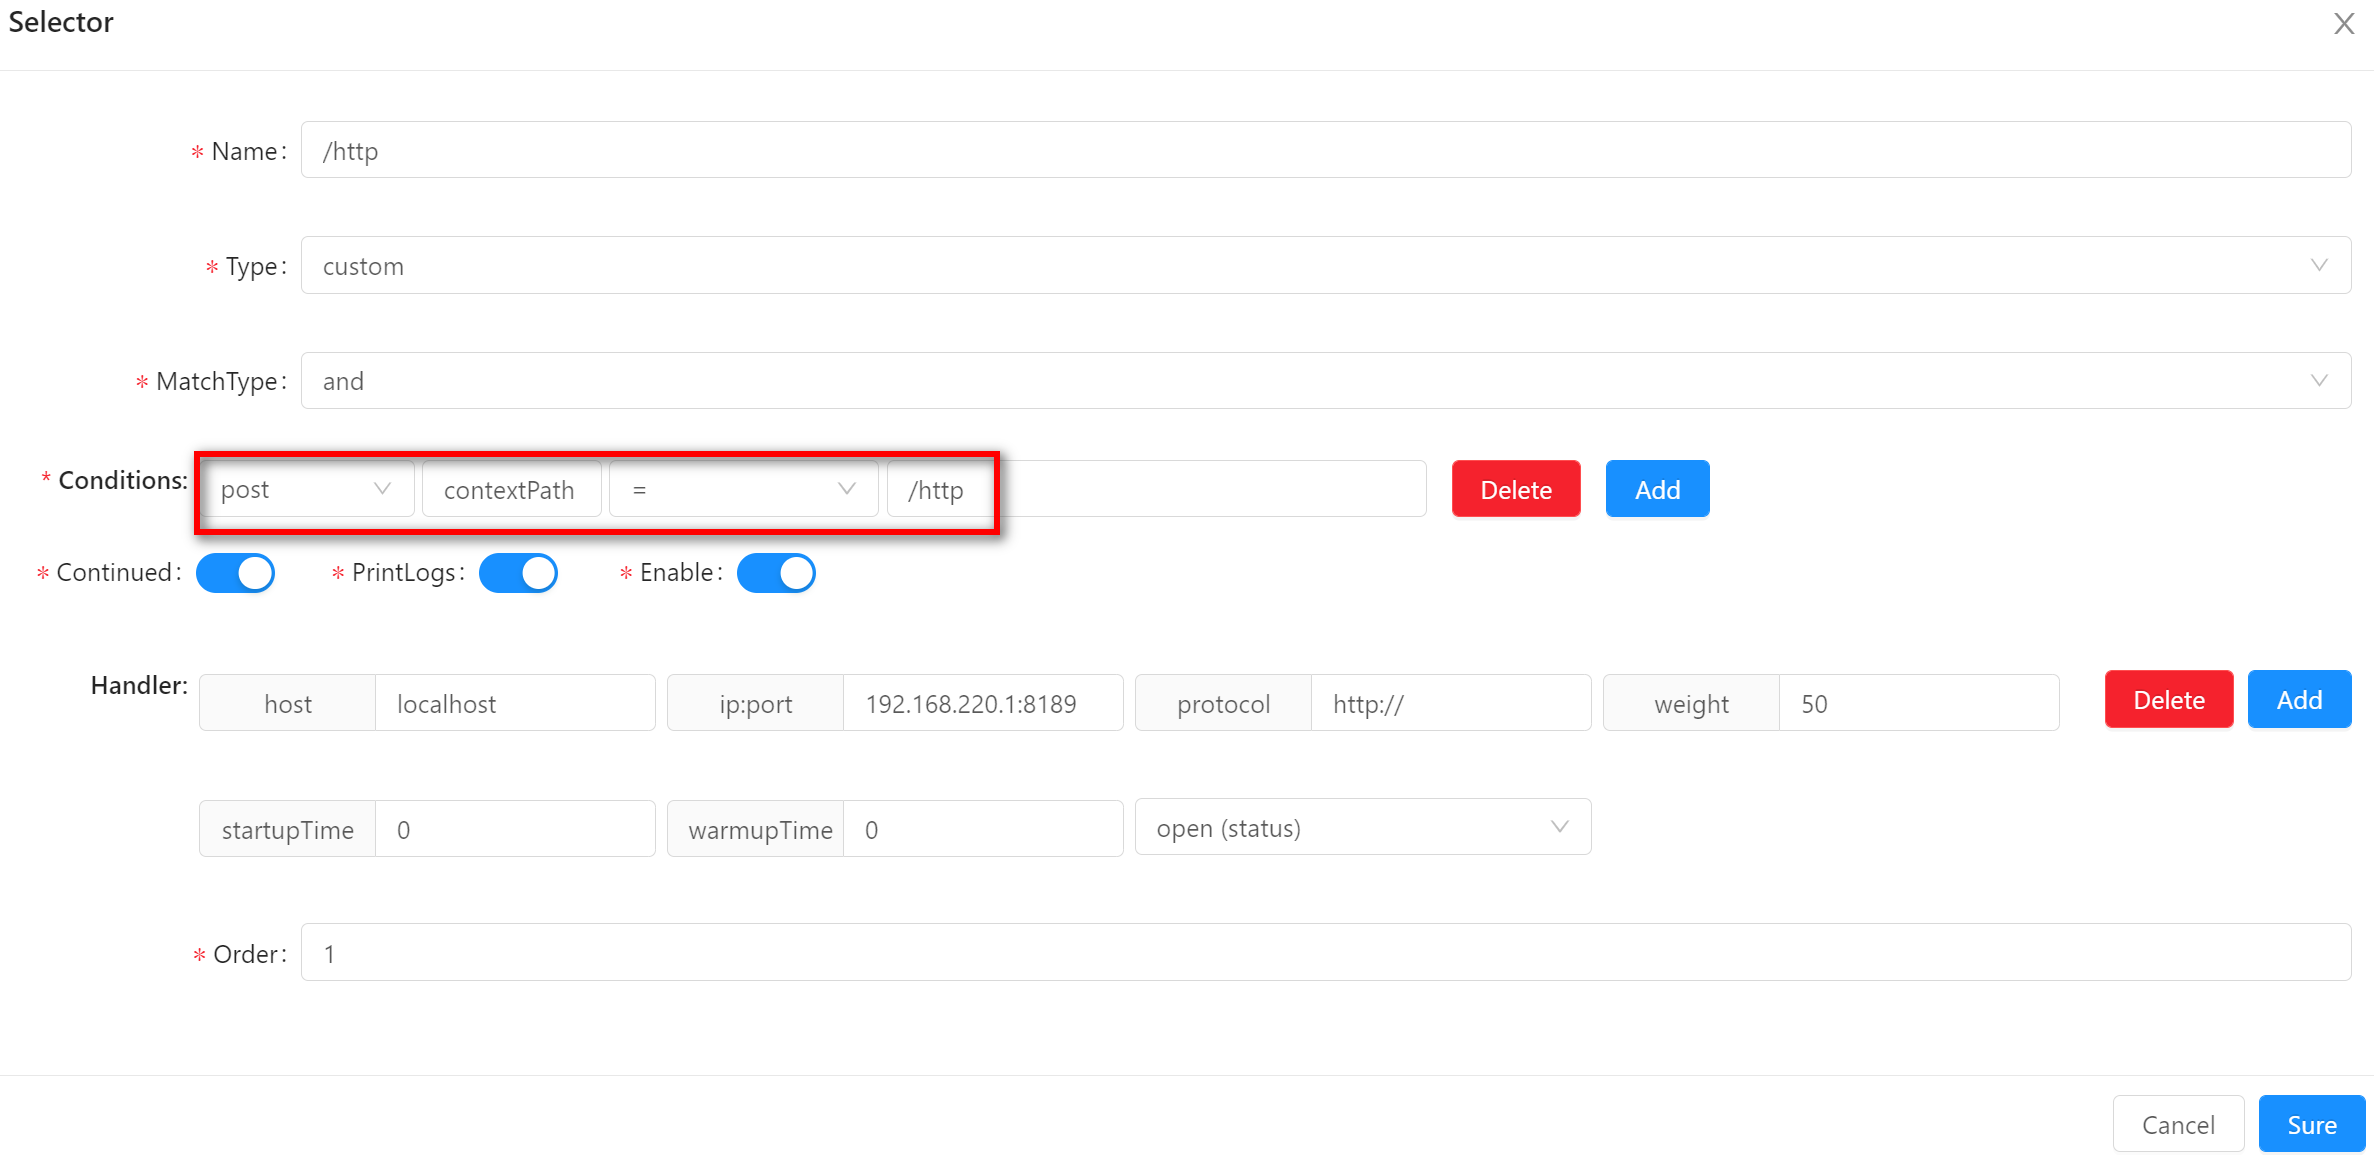 Selector
* Name: /http
* Type: custom
* MatchType: and
* Conditions: post contextPath = /http Delete Add
* Continued: * PrintLogs: * Enable:
Handler: host localhost ip:port 192.168.220.1:8189 protocol http:// weight 50 Delete Add
startupTime 0 warmupTime 0 open (status)
* Order: 1
Cancel Sure